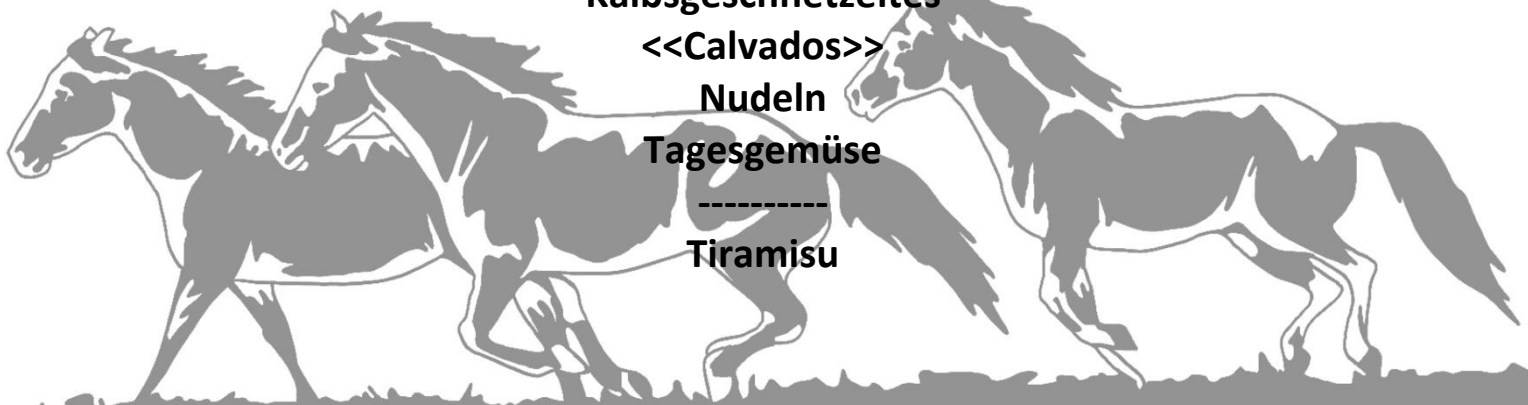 Kalbsgeschnetzeltes
<<Calvados>>
Nudeln
Tagesgemüse
----------
Tiramisu